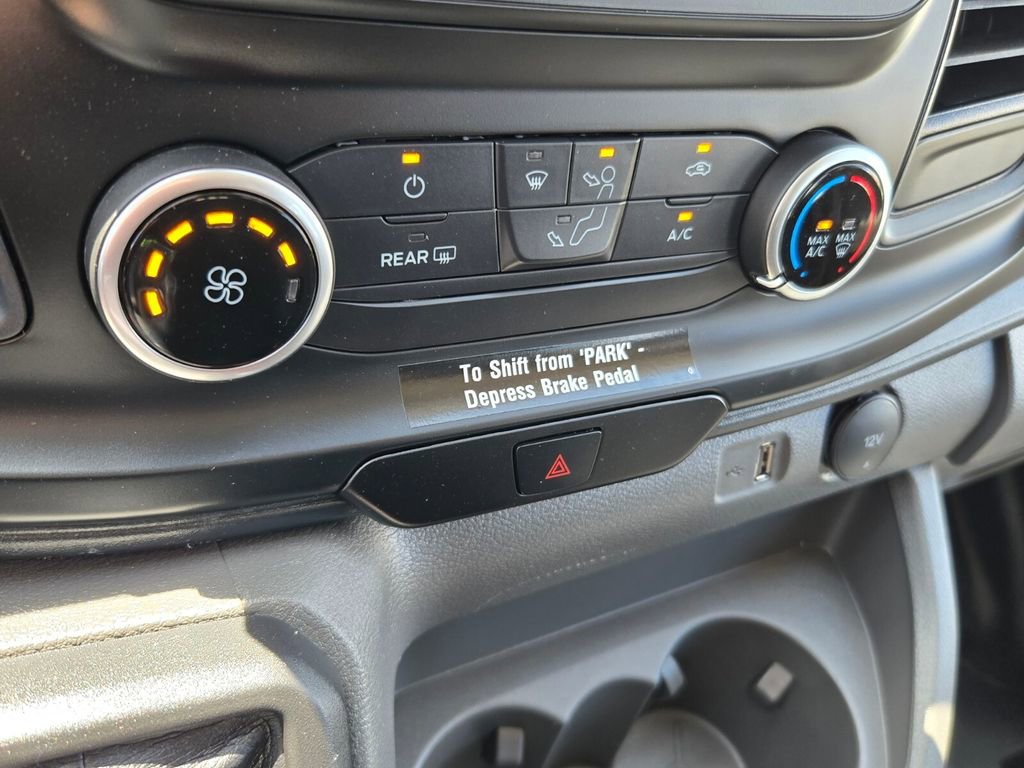 REAR
A/C
MAX MAX
A/C
To Shift from 'PARK' -
Depress Brake Pedal
12V